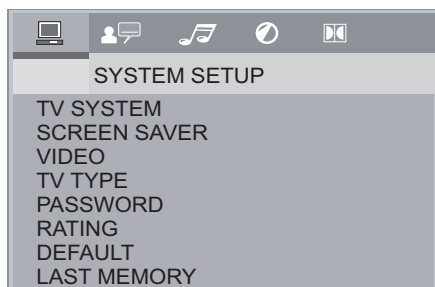 SYSTEM SETUP
TV SYSTEM
SCREEN SAVER
VIDEO
TV TYPE
PASSWORD
RATING
DEFAULT
LAST MEMORY